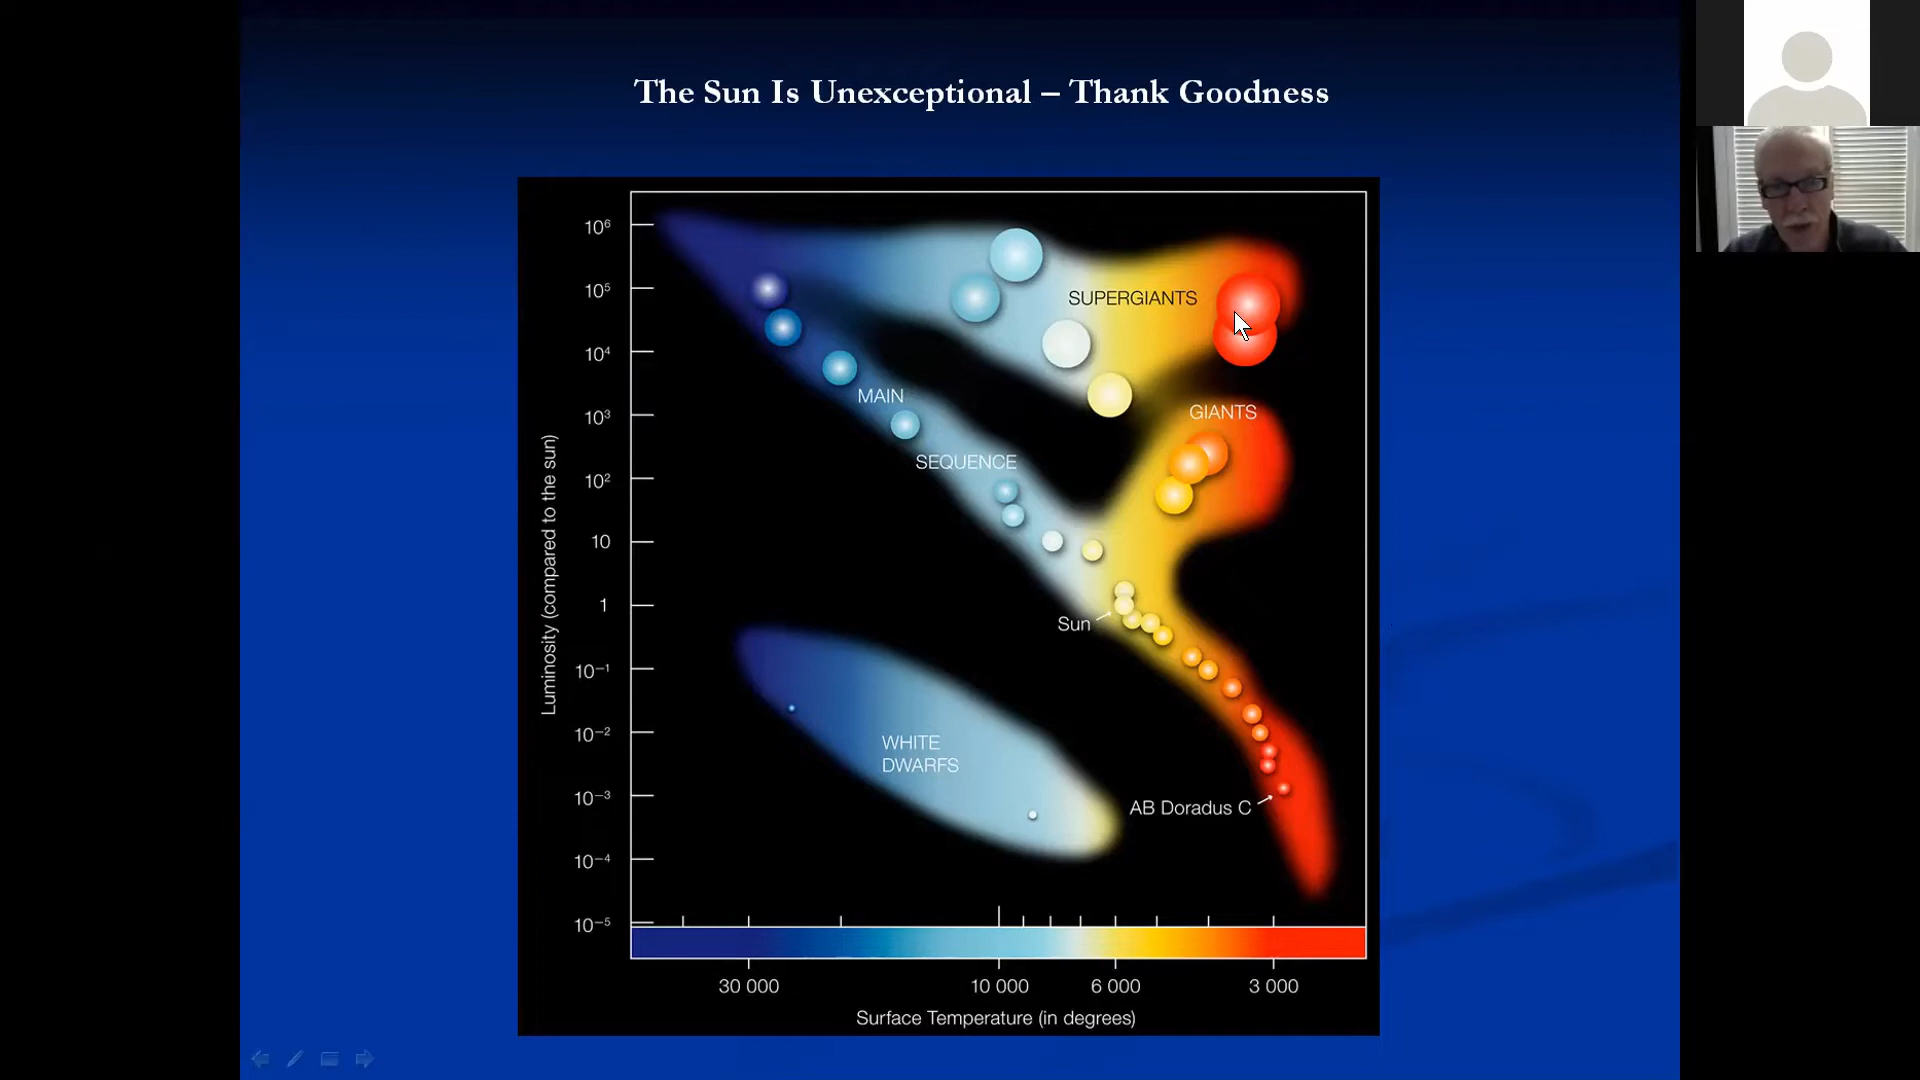 The Sun Is Unexceptional – Thank Goodness
10⁶
10⁵
10⁴
10³
10²
10
1
10⁻¹
10⁻²
10⁻³
10⁻⁴
10⁻⁵
Luminosity (compared to the sun)
SUPERGIANTS
GIANTS
MAIN
SEQUENCE
Sun
WHITE
DWARFS
AB Doradus C
30 000
10 000
6 000
3 000
Surface Temperature (in degrees)